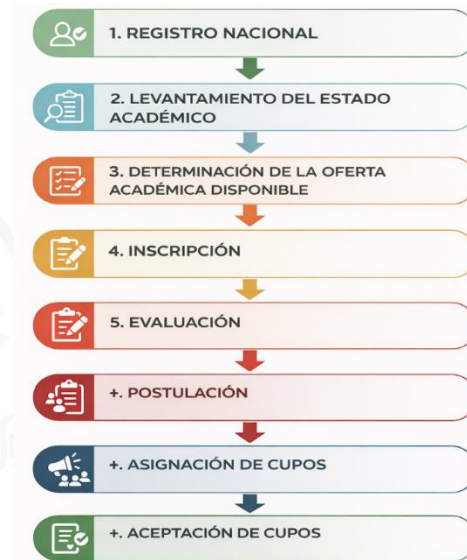 1. REGISTRO NACIONAL
2. LEVANTAMIENTO DEL ESTADO
ACADÉMICO
3. DETERMINACIÓN DE LA OFERTA
ACADÉMICA DISPONIBLE
4. INSCRIPCIÓN
5. EVALUACIÓN
+. POSTULACIÓN
+. ASIGNACIÓN DE CUPOS
+. ACEPTACIÓN DE CUPOS